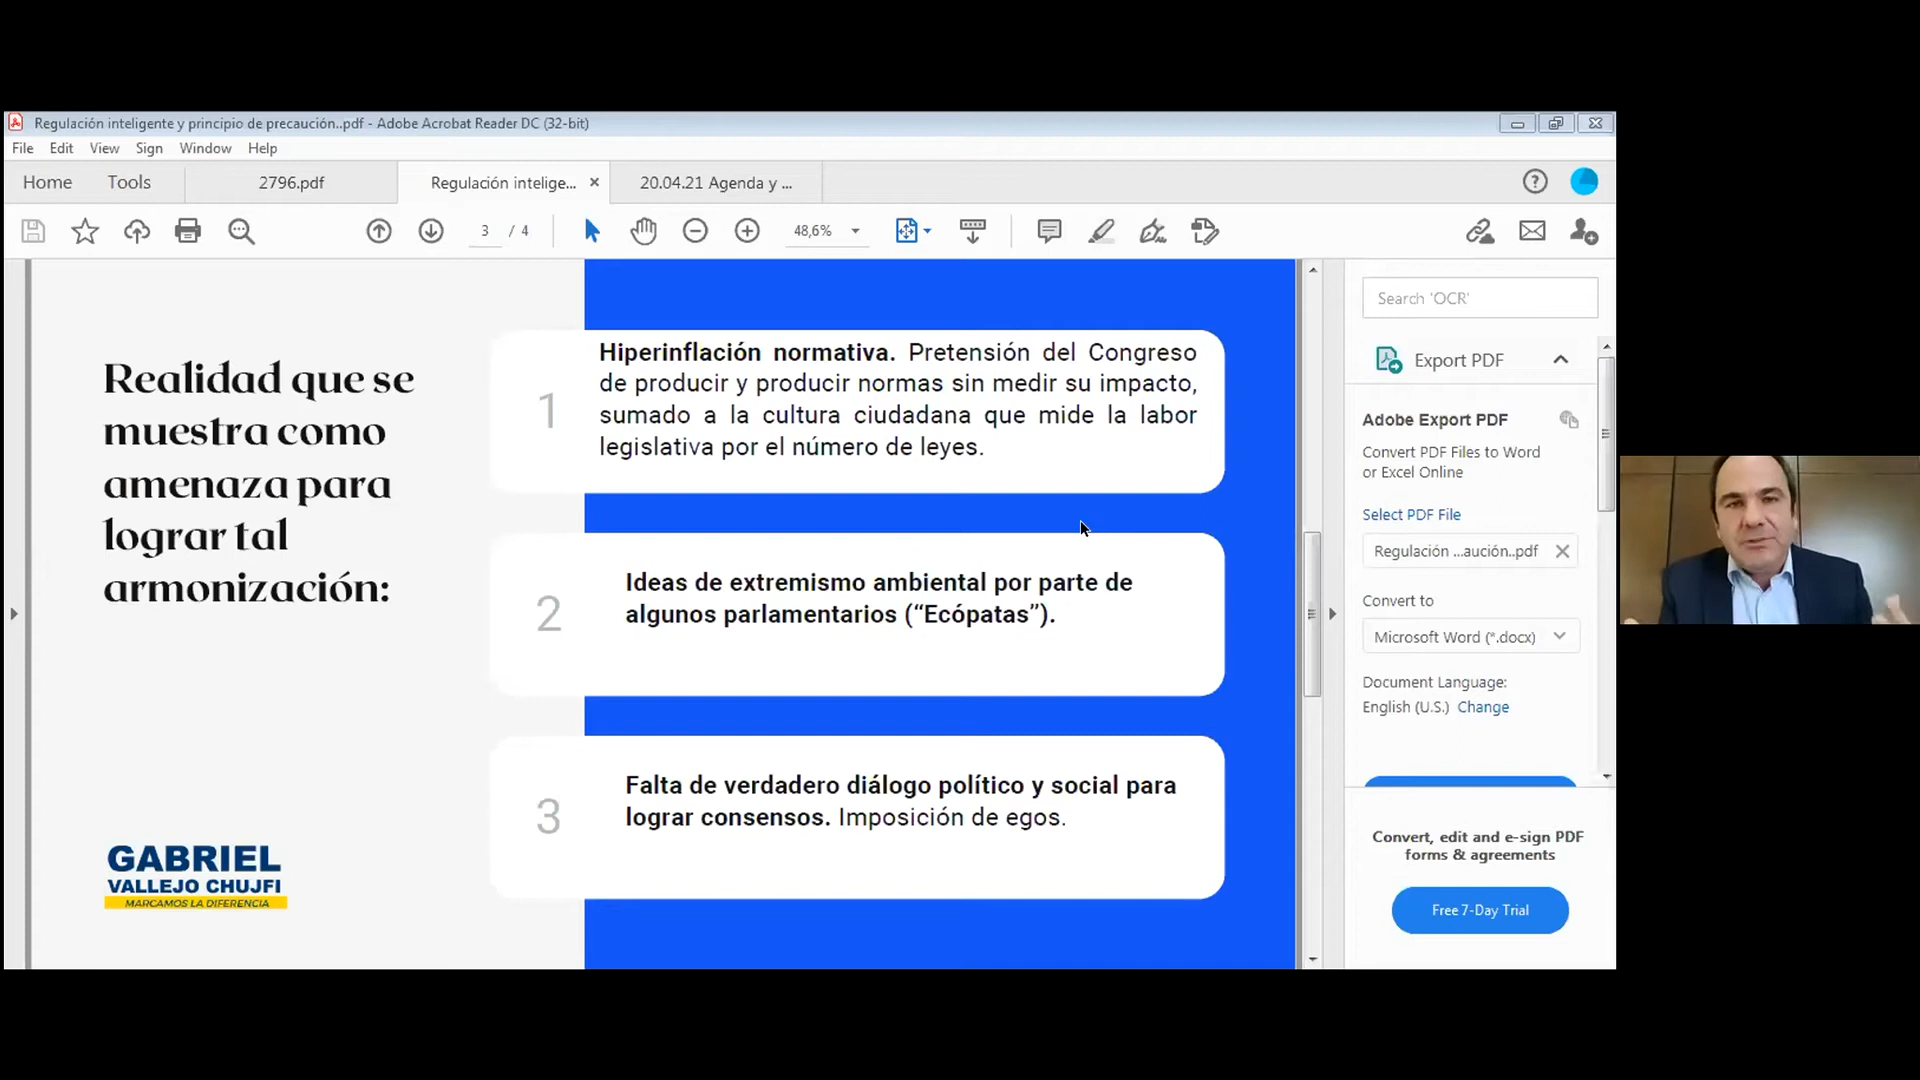 Regulación inteligente y principio de precaución..pdf - Adobe Acrobat Reader DC (32-bit)
File Edit View Sign Window Help
Home Tools 2796.pdf Regulación intelige... 20.04.21 Agenda y ...
3 / 4 48,6%
Realidad que se
muestra como
amenaza para
lograr tal
armonización:
GABRIEL
VALLEJO CHUJFI
MARCAMOS LA DIFERENCIA
1
Hiperinflación normativa. Pretensión del Congreso
de producir y producir normas sin medir su impacto,
sumado a la cultura ciudadana que mide la labor
legislativa por el número de leyes.
2
Ideas de extremismo ambiental por parte de
algunos parlamentarios (“Ecópatas”).
3
Falta de verdadero diálogo político y social para
lograr consensos. Imposición de egos.
Search 'OCR'
Export PDF
Adobe Export PDF
Convert PDF Files to Word
or Excel Online
Select PDF File
Regulación ...aución..pdf
Convert to
Microsoft Word (*.docx)
Document Language:
English (U.S.) Change
Convert, edit and e-sign PDF
forms & agreements
Free 7-Day Trial